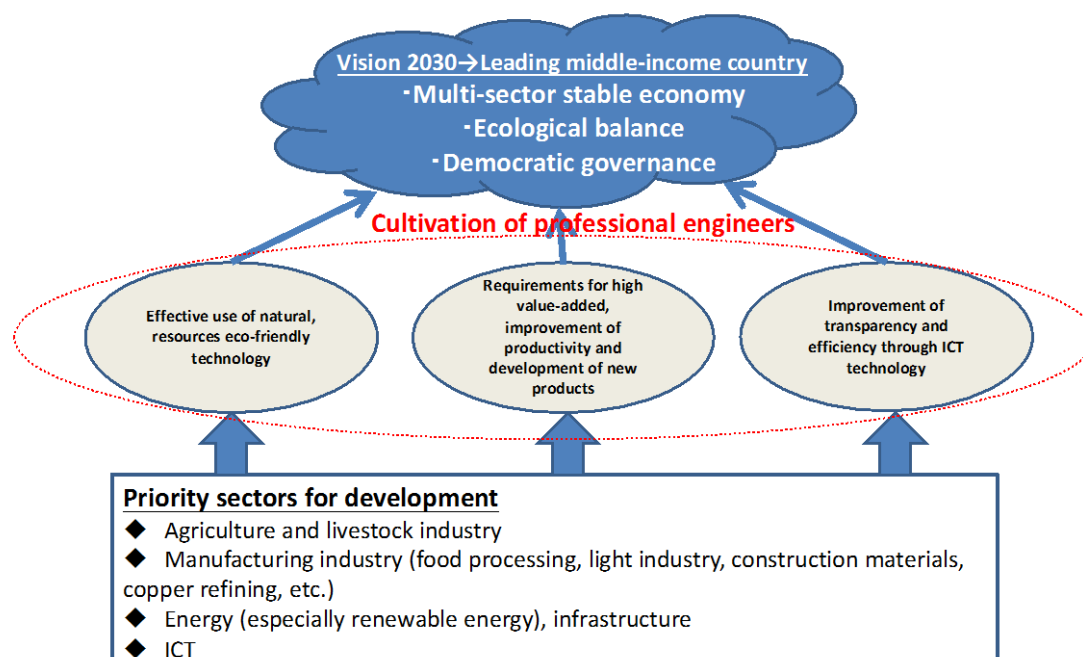 Vision 2030→Leading middle-income country
・Multi-sector stable economy
・Ecological balance
・Democratic governance
Cultivation of professional engineers
Effective use of natural,
resources eco-friendly
technology
Requirements for high
value-added,
improvement of
productivity and
development of new
products
Improvement of
transparency and
efficiency through ICT
technology
Priority sectors for development
◆ Agriculture and livestock industry
◆ Manufacturing industry (food processing, light industry, construction materials,
copper refining, etc.)
◆ Energy (especially renewable energy), infrastructure
◆ ICT